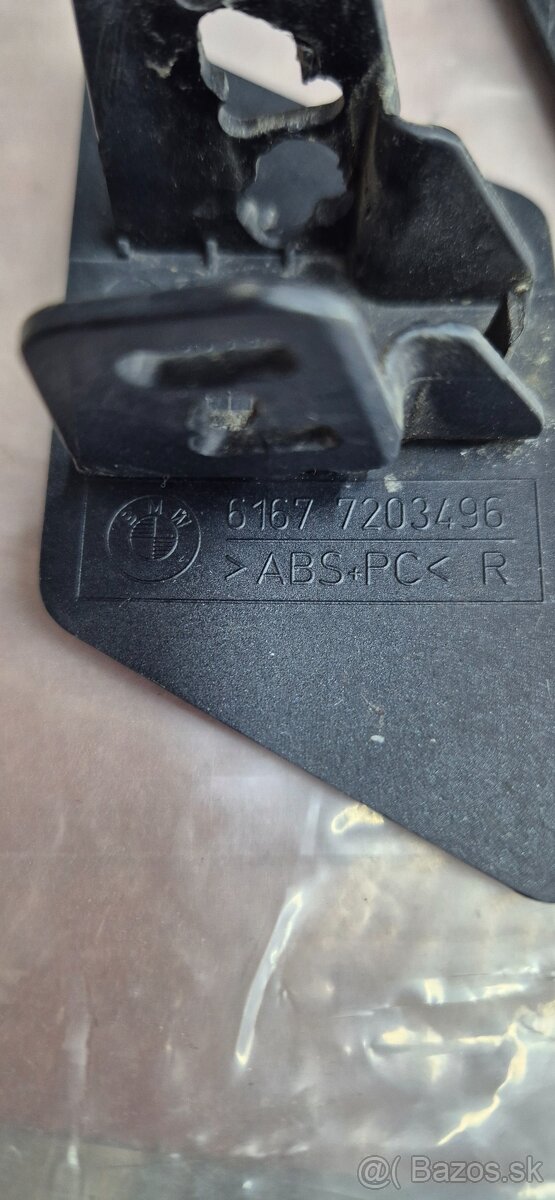 BMW 6167 7203496
>ABS+PC< R
@( ) Bazos.sk